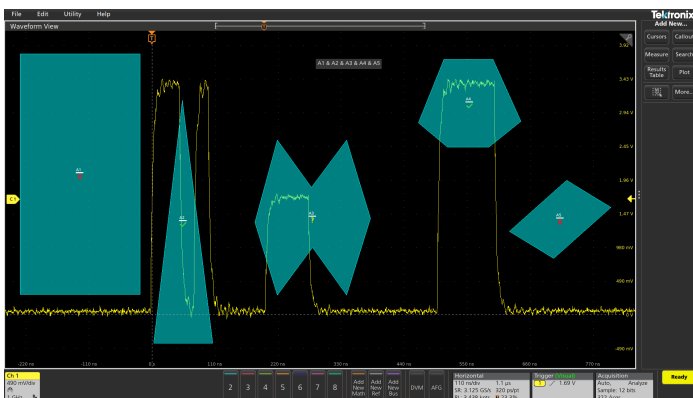 File Edit Utility Help
Tektronix
Waveform View
Add New...
T
T
Cursors Callout
3.92
A1 & A2 & A3 & A4 & A5
Measure Search
Results Table Plot
3.43 V
More...
A4
2.94 V
2.45 V
A1
1.96 V
C1
A2
A3
A5
1.47 V
980 mV
490 mV
0 V
-490 mV
-220 ns -110 ns 0 s 110 ns 220 ns 330 ns 440 ns 550 ns 660 ns 770 ns
Ch 1
490 mV/div
1 GHz
2 3 4 5 6 7 8
Add New Math
Add New Ref
Add New Bus
DVM AFG
Horizontal
110 ns/div 1.1 µs
SR: 3.125 GS/s 320 ps/pt
Trigger (Visual)
1 1.69 V
Acquisition
Auto, Analyze
Sample: 12 bits
Ready